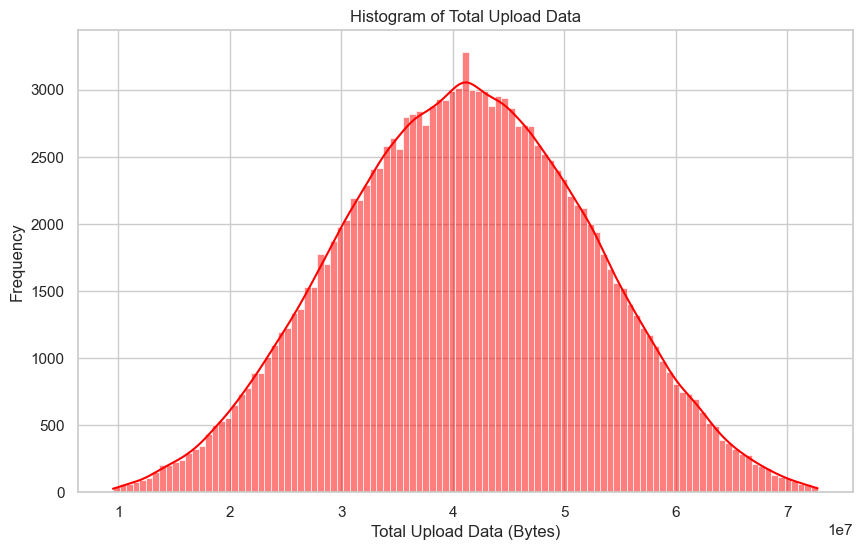 Histogram of Total Upload Data
Frequency
3000
2500
2000
1500
1000
500
0
1 2 3 4 5 6 7
1e7
Total Upload Data (Bytes)